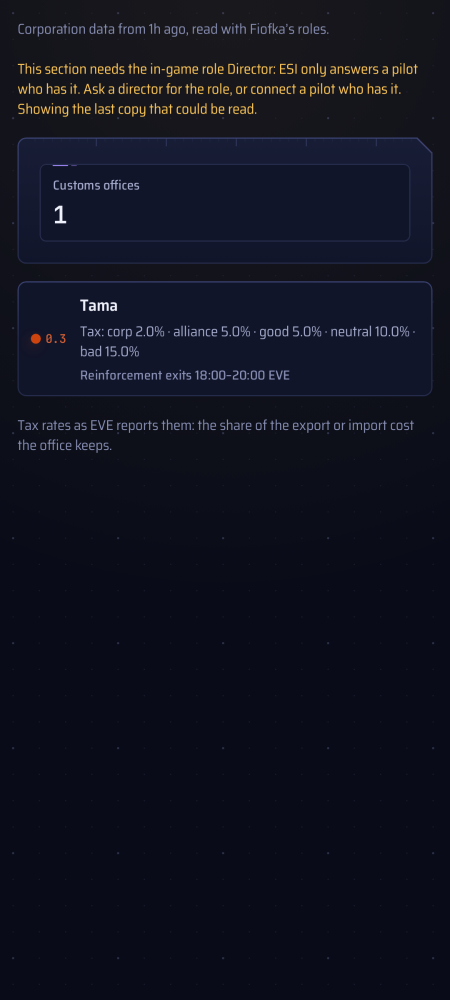 Corporation data from 1h ago, read with Fiofka's roles.
This section needs the in-game role Director: ESI only answers a pilot
who has it. Ask a director for the role, or connect a pilot who has it.
Showing the last copy that could be read.
Customs offices
1
Tama
0.3
Tax: corp 2.0% · alliance 5.0% · good 5.0% · neutral 10.0% ·
bad 15.0%
Reinforcement exits 18:00–20:00 EVE
Tax rates as EVE reports them: the share of the export or import cost
the office keeps.